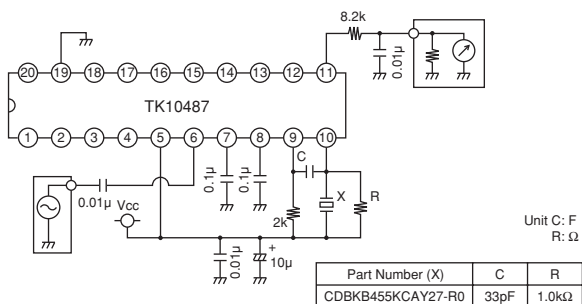 8.2k
0.01μ
20 19 18 17 16 15 14 13 12 11
TK10487
1 2 3 4 5 6 7 8 9 10
0.01μ
0.1μ
0.1μ
C
X
R
Vcc
2k
0.01μ
+
10μ
Unit C: F
R: Ω
Part Number (X) C R
CDBKB455KCAY27-R0 33pF 1.0kΩ